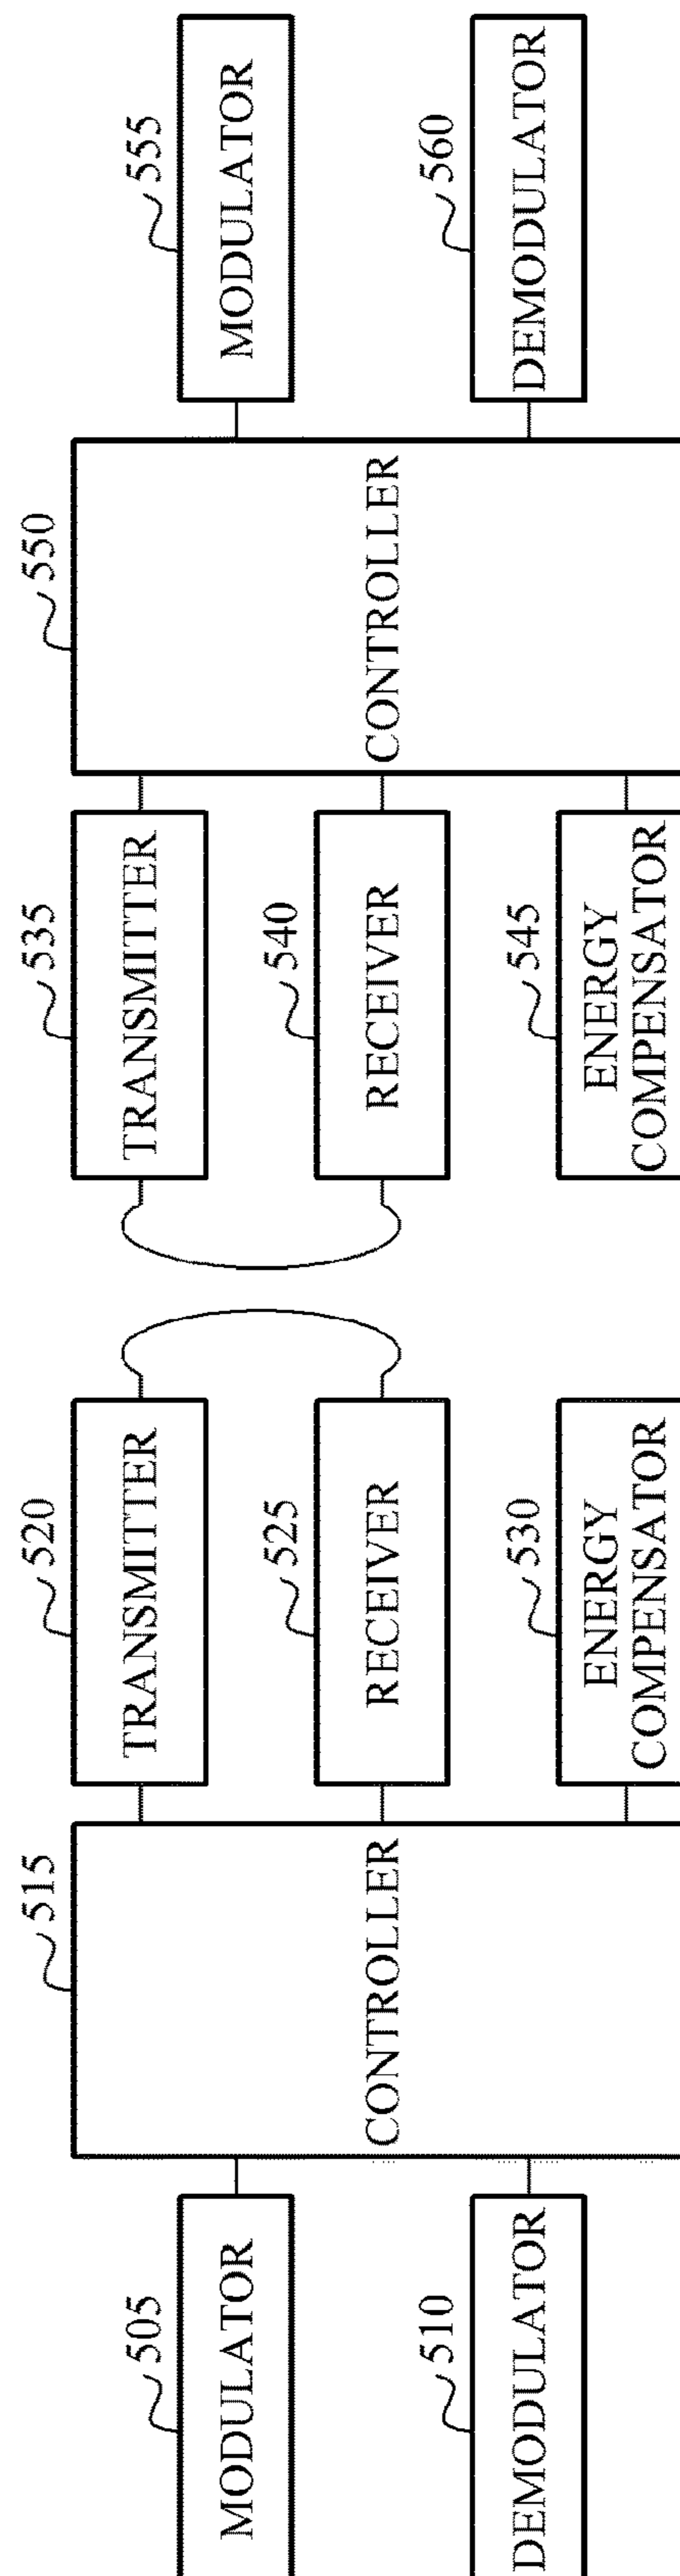 505
MODULATOR
510
DEMODULATOR
515
CONTROLLER
520
TRANSMITTER
525
RECEIVER
530
ENERGY
COMPENSATOR
535
TRANSMITTER
540
RECEIVER
545
ENERGY
COMPENSATOR
550
CONTROLLER
555
MODULATOR
560
DEMODULATOR